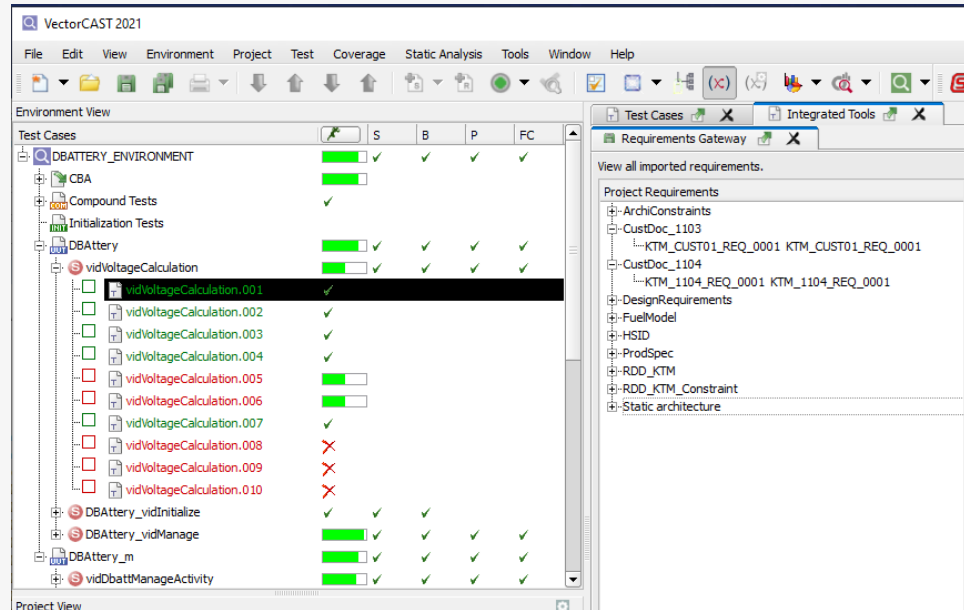 VectorCAST 2021
File Edit View Environment Project Test Coverage Static Analysis Tools Window Help
Environment View
Test Cases S B P FC
DBATTERY_ENVIRONMENT
CBA
Compound Tests
Initialization Tests
DBAttery
vidVoltageCalculation
vidVoltageCalculation.001
vidVoltageCalculation.002
vidVoltageCalculation.003
vidVoltageCalculation.004
vidVoltageCalculation.005
vidVoltageCalculation.006
vidVoltageCalculation.007
vidVoltageCalculation.008
vidVoltageCalculation.009
vidVoltageCalculation.010
DBAttery_vidInitialize
DBAttery_vidManage
DBAttery_m
vidDbattManageActivity
Project View
Test Cases Integrated Tools
Requirements Gateway
View all imported requirements.
Project Requirements
ArchiConstraints
CustDoc_1103
KTM_CUST01_REQ_0001 KTM_CUST01_REQ_0001
CustDoc_1104
KTM_1104_REQ_0001 KTM_1104_REQ_0001
DesignRequirements
FuelModel
HSID
ProdSpec
RDD_KTM
RDD_KTM_Constraint
Static architecture